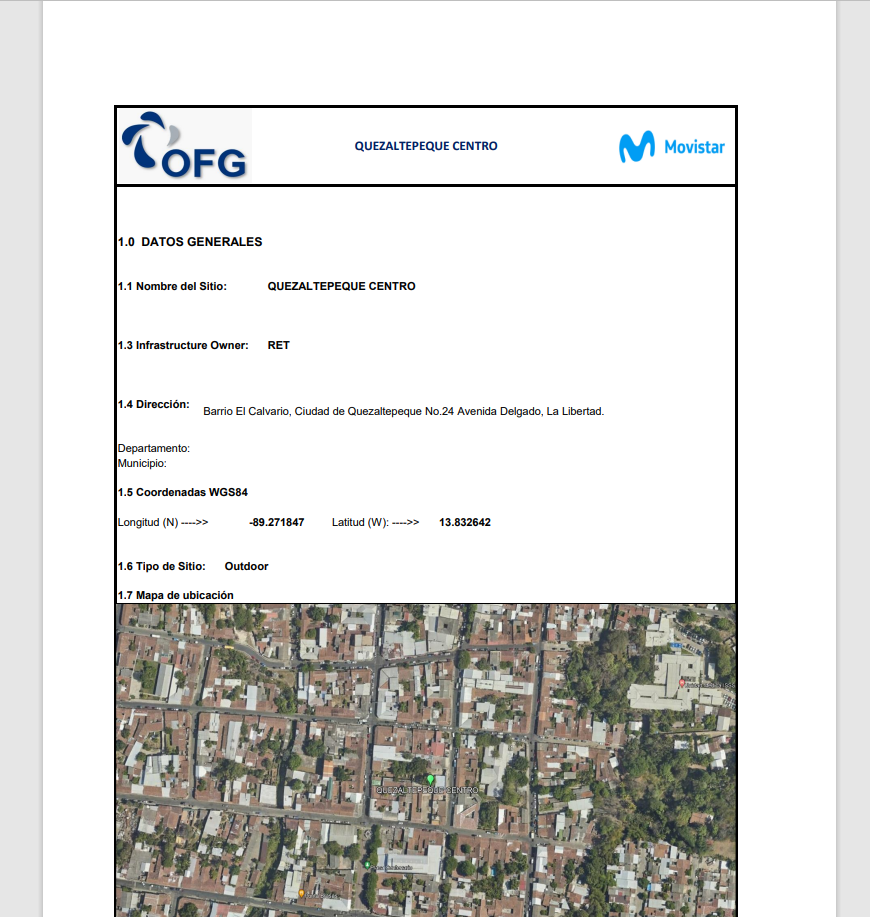 OFG
QUEZALTEPEQUE CENTRO
Movistar
1.0 DATOS GENERALES
1.1 Nombre del Sitio: QUEZALTEPEQUE CENTRO
1.3 Infrastructure Owner: RET
1.4 Dirección: Barrio El Calvario, Ciudad de Quezaltepeque No.24 Avenida Delgado, La Libertad.
Departamento:
Municipio:
1.5 Coordenadas WGS84
Longitud (N) ---->> -89.271847 Latitud (W): ---->> 13.832642
1.6 Tipo de Sitio: Outdoor
1.7 Mapa de ubicación
QUEZALTEPEQUE CENTRO